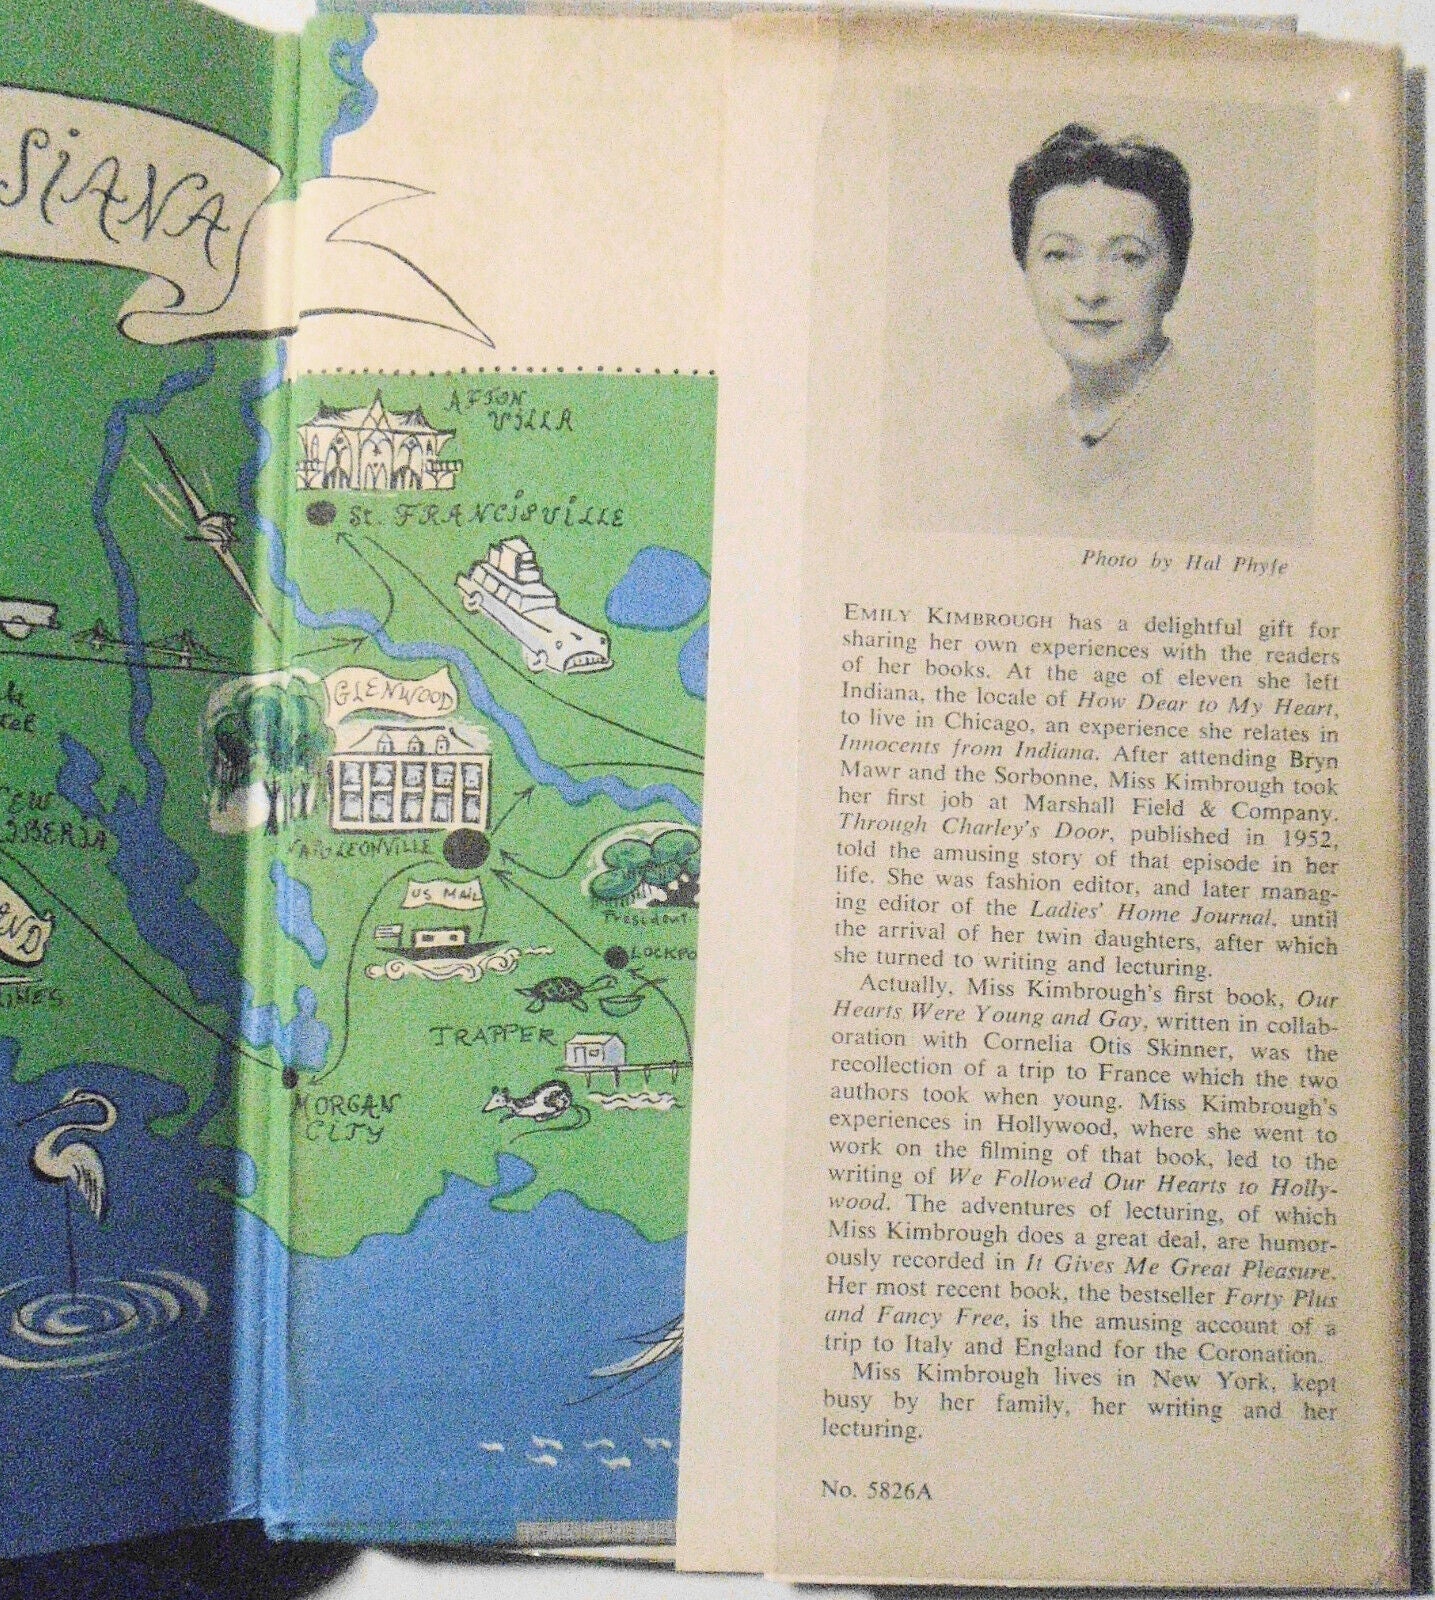 SIANA
AFTON
VILLA
St. FRANCISVILLE
GLENWOOD
NAPOLEONVILLE
US MAIL
President
LOCKPO
TRAPPER
MORGAN
CITY
Photo by Hal Phyfe
EMILY KIMBROUGH has a delightful gift for
sharing her own experiences with the readers
of her books. At the age of eleven she left
Indiana, the locale of How Dear to My Heart,
to live in Chicago, an experience she relates in
Innocents from Indiana. After attending Bryn
Mawr and the Sorbonne, Miss Kimbrough took
her first job at Marshall Field & Company.
Through Charley's Door, published in 1952,
told the amusing story of that episode in her
life. She was fashion editor, and later manag-
ing editor of the Ladies' Home Journal, until
the arrival of her twin daughters, after which
she turned to writing and lecturing.
Actually, Miss Kimbrough's first book, Our
Hearts Were Young and Gay, written in collab-
oration with Cornelia Otis Skinner, was the
recollection of a trip to France which the two
authors took when young. Miss Kimbrough's
experiences in Hollywood, where she went to
work on the filming of that book, led to the
writing of We Followed Our Hearts to Holly-
wood. The adventures of lecturing, of which
Miss Kimbrough does a great deal, are humor-
ously recorded in It Gives Me Great Pleasure.
Her most recent book, the bestseller Forty Plus
and Fancy Free, is the amusing account of a
trip to Italy and England for the Coronation.
Miss Kimbrough lives in New York, kept
busy by her family, her writing and her
lecturing.
No. 5826A